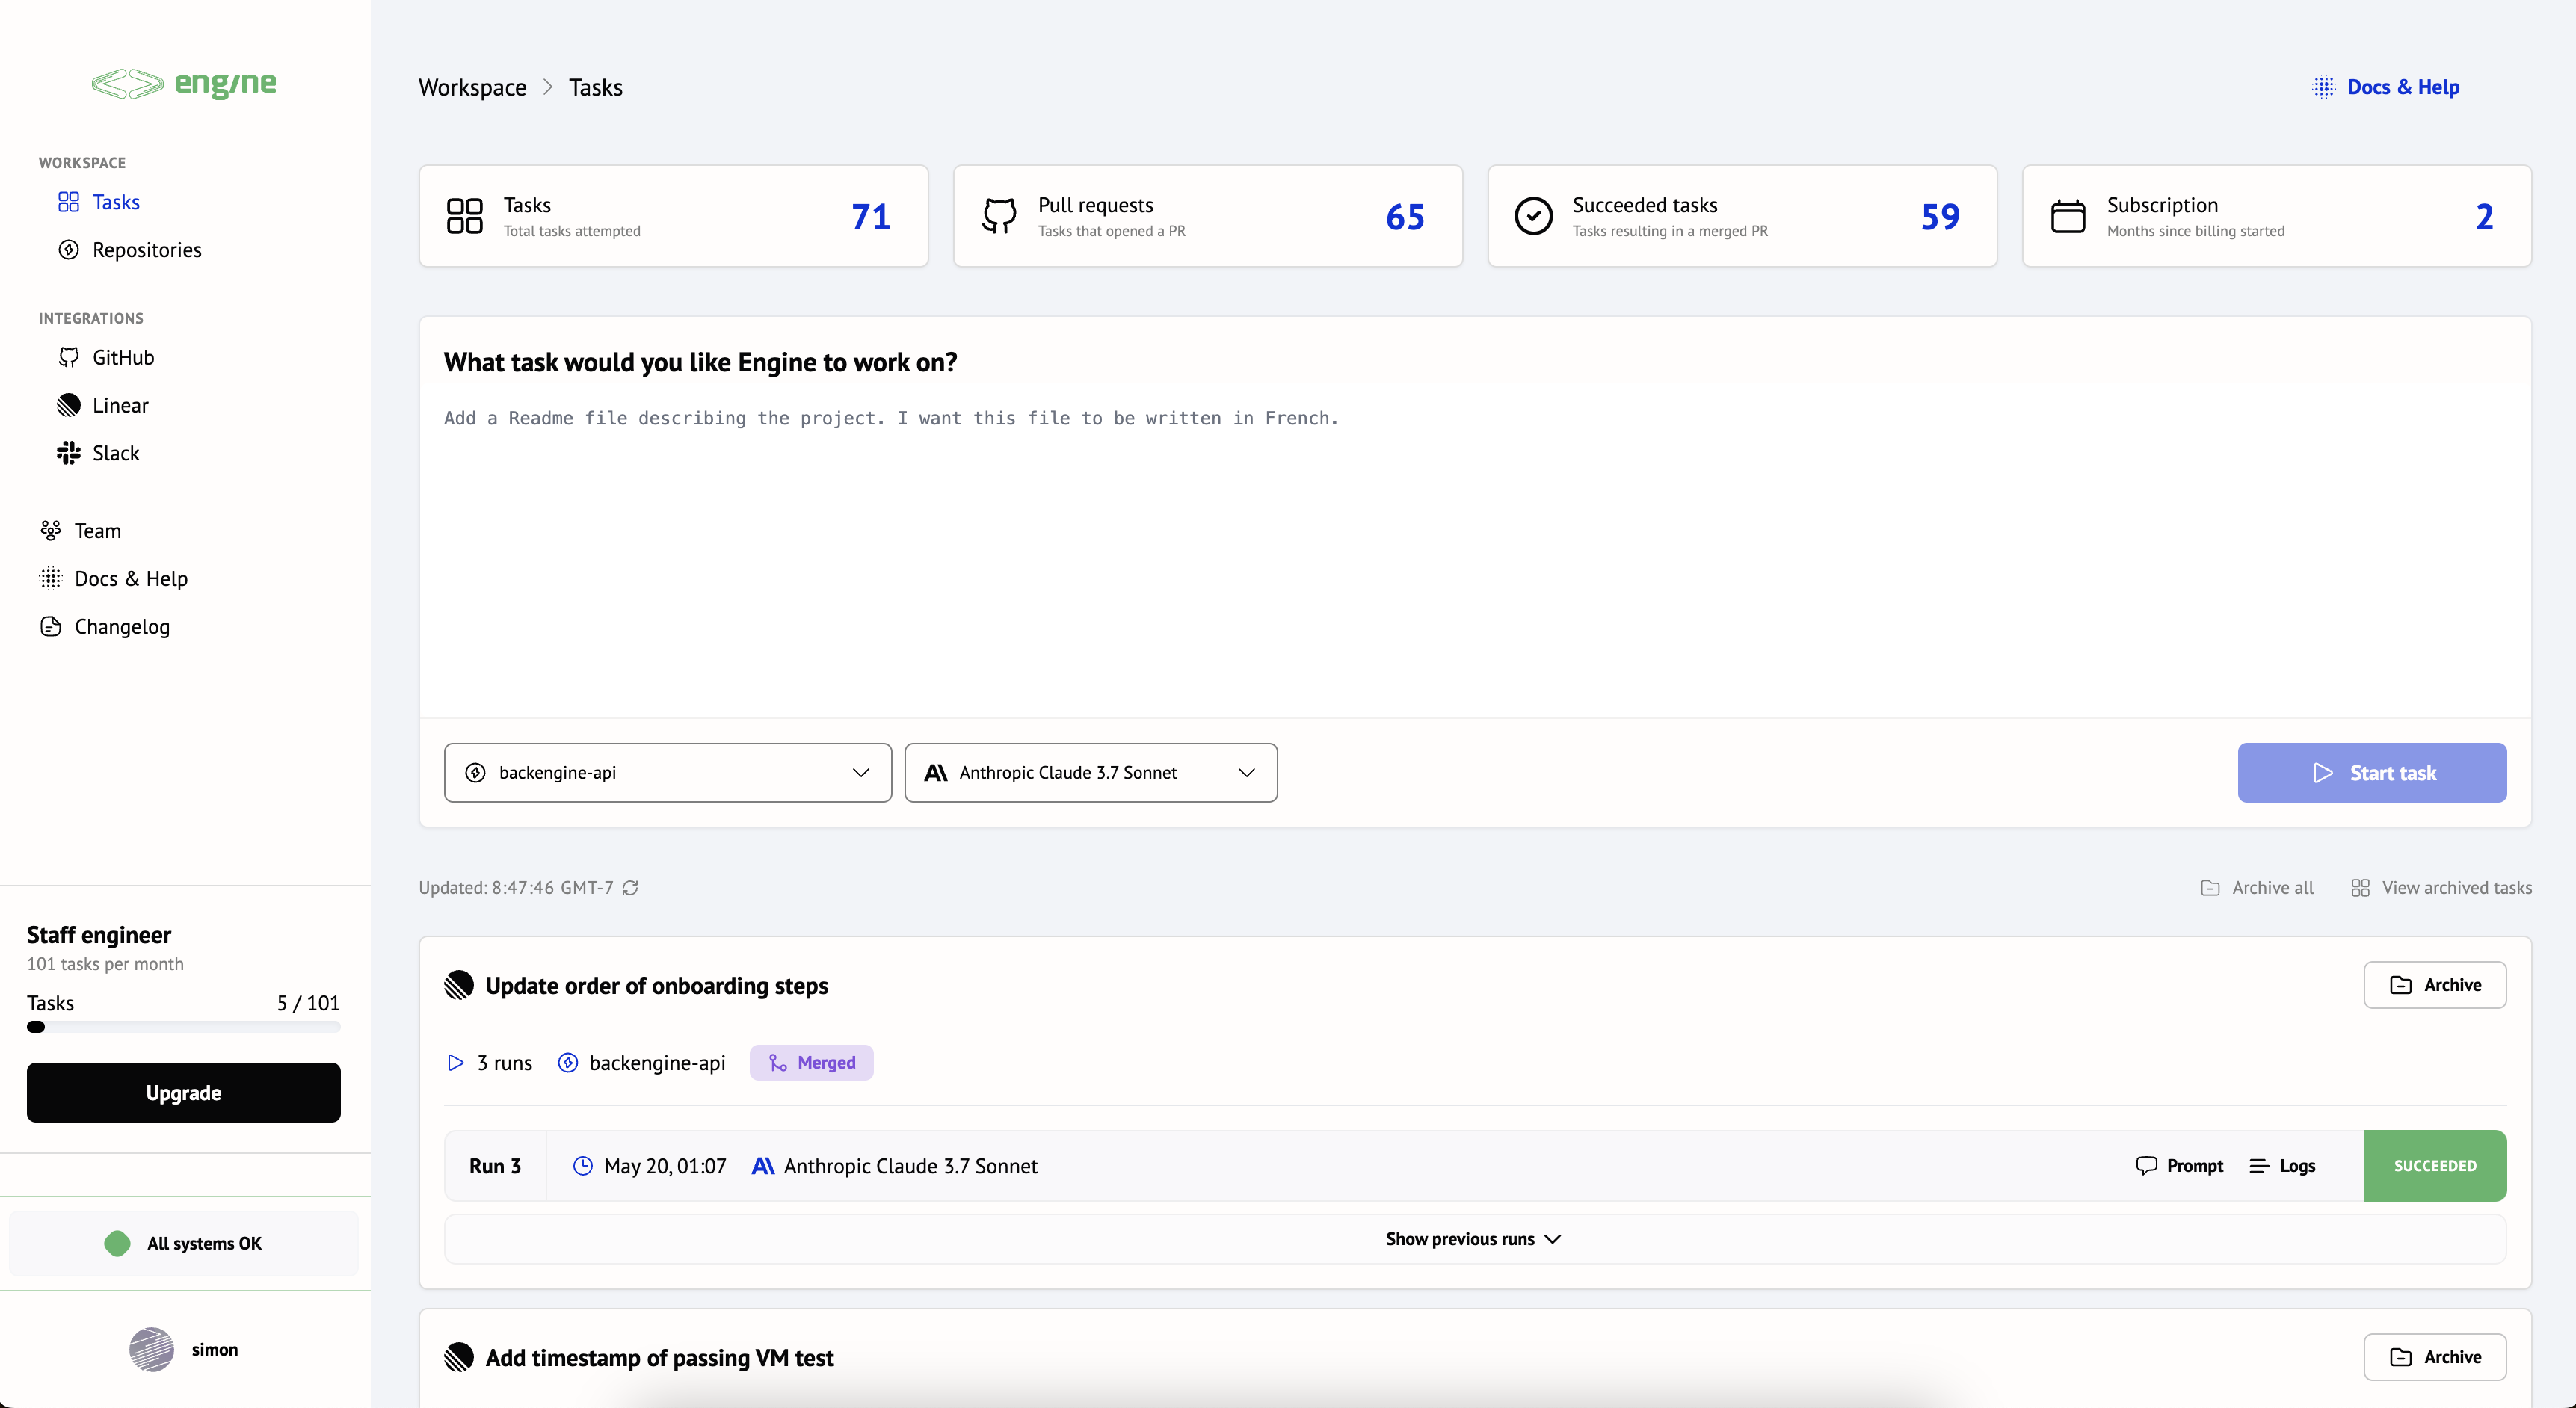 engine
WORKSPACE
Tasks
Repositories
INTEGRATIONS
GitHub
Linear
Slack
Team
Docs & Help
Changelog
Staff engineer
101 tasks per month
Tasks 5 / 101
Upgrade
All systems OK
simon
Workspace > Tasks
Docs & Help
Tasks
Total tasks attempted
71
Pull requests
Tasks that opened a PR
65
Succeeded tasks
Tasks resulting in a merged PR
59
Subscription
Months since billing started
2
What task would you like Engine to work on?
Add a Readme file describing the project. I want this file to be written in French.
backengine-api
Anthropic Claude 3.7 Sonnet
Start task
Updated: 8:47:46 GMT-7
Archive all
View archived tasks
Update order of onboarding steps
Archive
3 runs backengine-api Merged
Run 3 May 20, 01:07 Anthropic Claude 3.7 Sonnet Prompt Logs SUCCEEDED
Show previous runs
Add timestamp of passing VM test
Archive